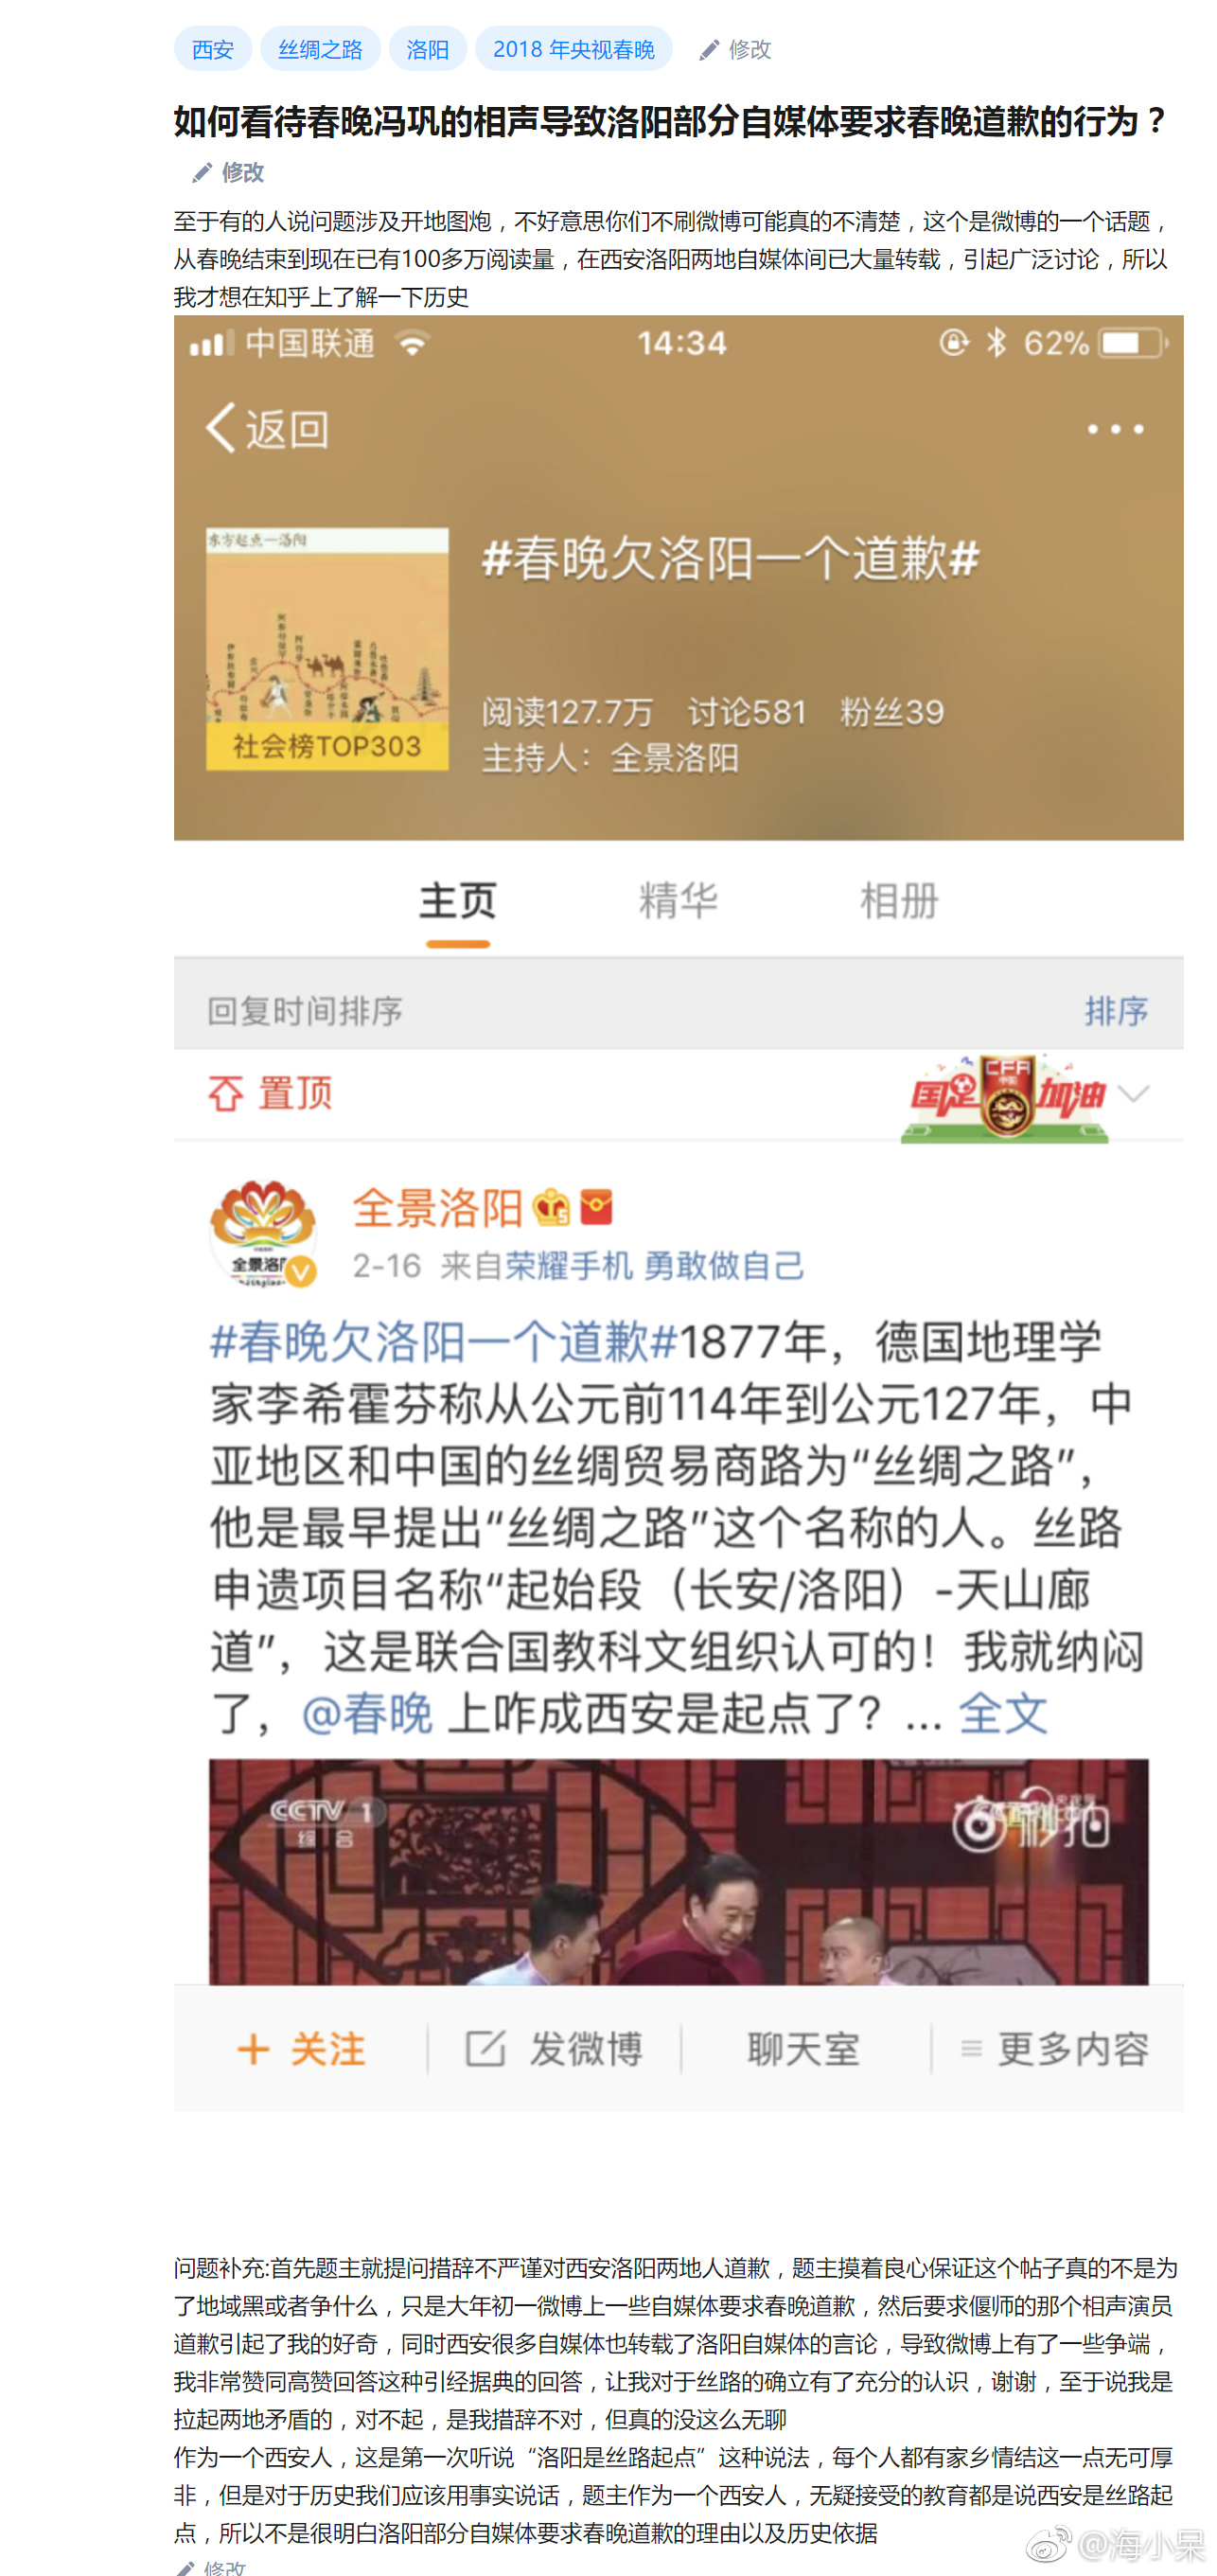 西安 丝绸之路 洛阳 2018 年央视春晚 修改
如何看待春晚冯巩的相声导致洛阳部分自媒体要求春晚道歉的行为？
修改
至于有的人说问题涉及开地图炮，不好意思你们不刷微博可能真的不清楚，这个是微博的一个话题，
从春晚结束到现在已有100多万阅读量，在西安洛阳两地自媒体间已大量转载，引起广泛讨论，所以
我才想在知乎上了解一下历史
中国联通 14:34 62%
返回
东方起点—洛阳
#春晚欠洛阳一个道歉#
阅读127.7万 讨论581 粉丝39
主持人：全景洛阳
社会榜TOP303
主页 精华 相册
回复时间排序 排序
置顶
国足 CFA 中国 加油
全景洛阳
2-16 来自荣耀手机 勇敢做自己
#春晚欠洛阳一个道歉#1877年，德国地理学
家李希霍芬称从公元前114年到公元127年，中
亚地区和中国的丝绸贸易商路为“丝绸之路”，
他是最早提出“丝绸之路”这个名称的人。丝路
申遗项目名称“起始段（长安/洛阳）-天山廊
道”，这是联合国教科文组织认可的！我就纳闷
了，@春晚 上咋成西安是起点了？... 全文
CCTV 1
综合
秒拍
关注 发微博 聊天室 更多内容
问题补充:首先题主就提问措辞不严谨对西安洛阳两地人道歉，题主摸着良心保证这个帖子真的不是为
了地域黑或者争什么，只是大年初一微博上一些自媒体要求春晚道歉，然后要求偃师的那个相声演员
道歉引起了我的好奇，同时西安很多自媒体也转载了洛阳自媒体的言论，导致微博上有了一些争端，
我非常赞同高赞回答这种引经据典的回答，让我对于丝路的确立有了充分的认识，谢谢，至于说我是
拉起两地矛盾的，对不起，是我措辞不对，但真的没这么无聊
作为一个西安人，这是第一次听说“洛阳是丝路起点”这种说法，每个人都有家乡情结这一点无可厚
非，但是对于历史我们应该用事实说话，题主作为一个西安人，无疑接受的教育都是说西安是丝路起
点，所以不是很明白洛阳部分自媒体要求春晚道歉的理由以及历史依据
修改
@海小呆